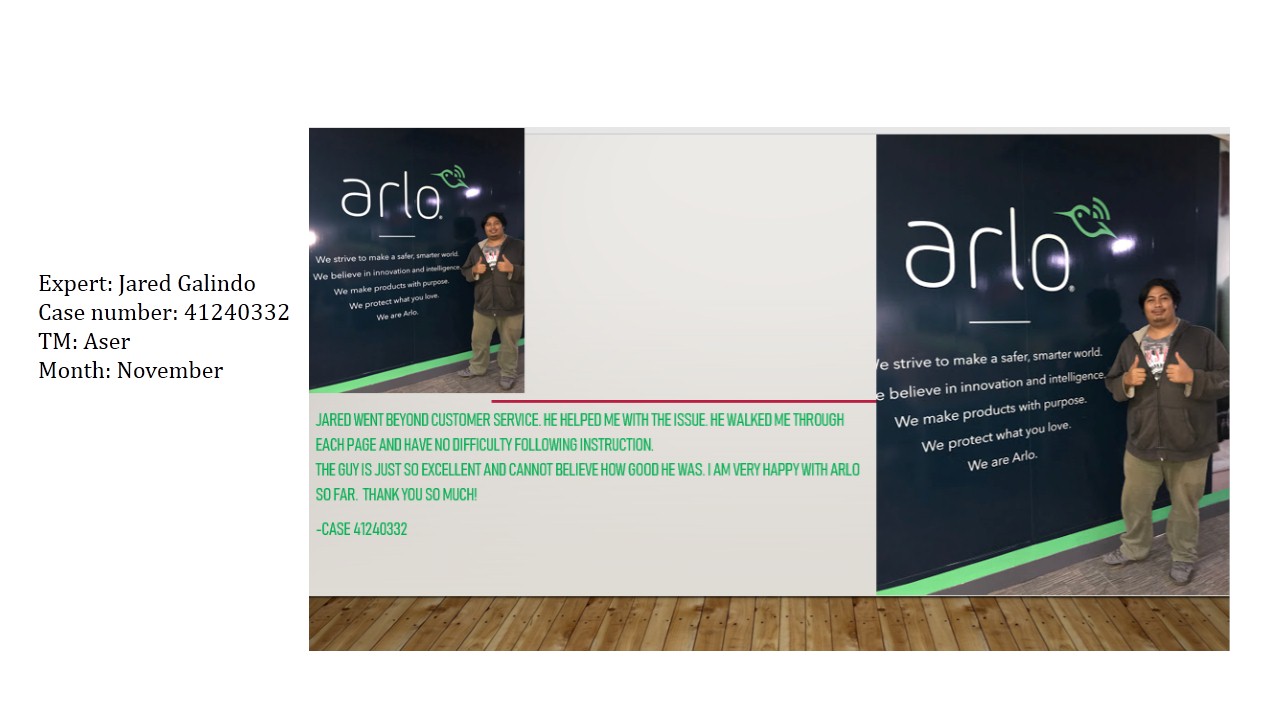 Expert: Jared Galindo
Case number: 41240332
TM: Aser
Month: November
arlo
We strive to make a safer, smarter world.
We believe in innovation and intelligence.
We make products with purpose.
We protect what you love.
We are Arlo.
JARED WENT BEYOND CUSTOMER SERVICE. HE HELPED ME WITH THE ISSUE. HE WALKED ME THROUGH
EACH PAGE AND HAVE NO DIFFICULTY FOLLOWING INSTRUCTION.
THE GUY IS JUST SO EXCELLENT AND CANNOT BELIEVE HOW GOOD HE WAS. I AM VERY HAPPY WITH ARLO
SO FAR. THANK YOU SO MUCH!
-CASE 41240332
arlo
e strive to make a safer, smarter world.
e believe in innovation and intelligence.
We make products with purpose.
We protect what you love.
We are Arlo.